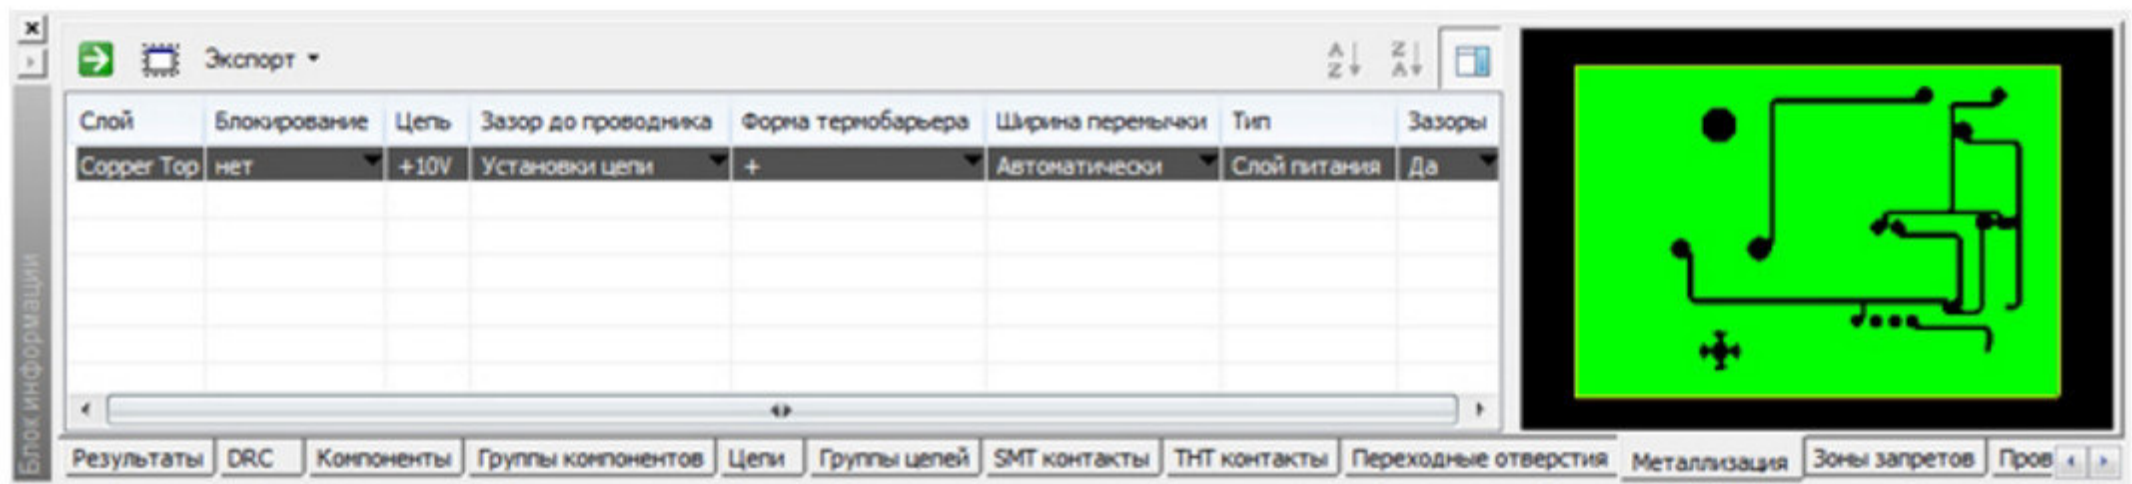 Экспорт
Слой Блокирование Цепь Зазор до проводника Форма термобарьера Ширина перемычки Тип Зазоры
Copper Top нет +10V Установки цепи + Автоматически Слой питания Да
Блок информации
Результаты DRC Компоненты Группы компонентов Цепи Группы цепей SMT контакты THT контакты Переходные отверстия Металлизация Зоны запретов Пров